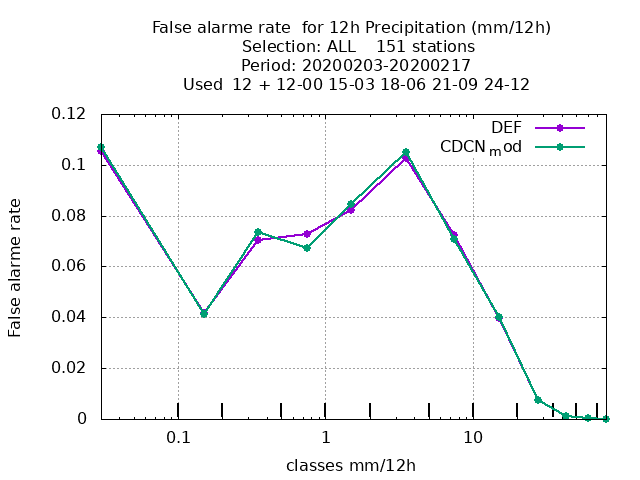 False alarme rate  for 12h Precipitation (mm/12h)
Selection: ALL    151 stations
Period: 20200203-20200217
Used  12 + 12-00 15-03 18-06 21-09 24-12
0.12
DEF
CDCN_mod
0.1
0.08
0.06
0.04
0.02
0
False alarme rate
0.1 1 10
classes mm/12h